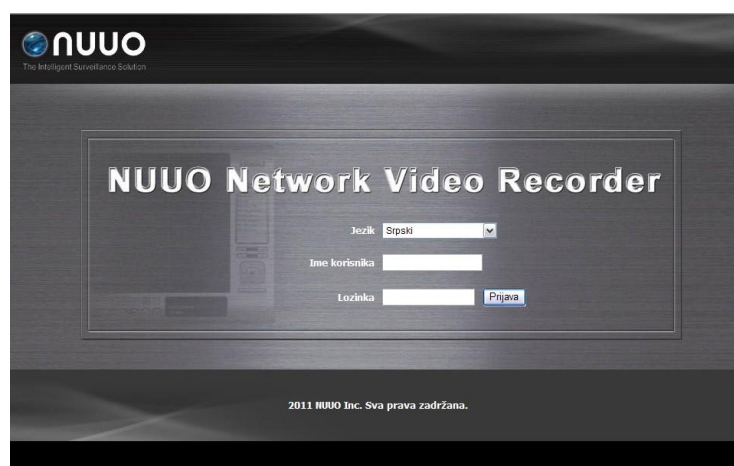 nuuo
The Intelligent Surveillance Solution
NUUO Network Video Recorder
Jezik Srpski
Ime korisnika
Lozinka Prijava
2011 NUUO Inc. Sva prava zadržana.